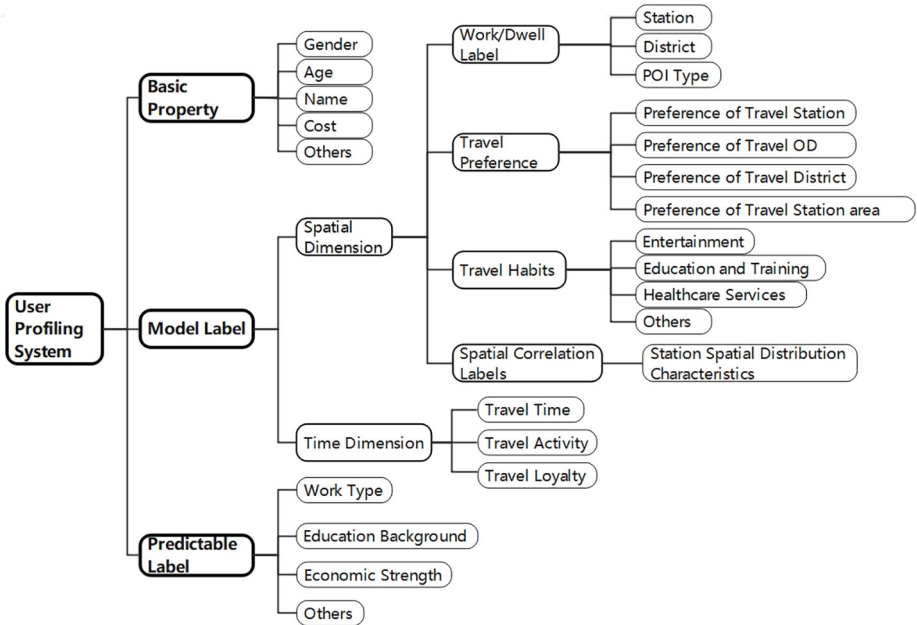 User
Profiling
System
Basic
Property
Gender
Age
Name
Cost
Others
Model Label
Spatial
Dimension
Work/Dwell
Label
Station
District
POI Type
Travel
Preference
Preference of Travel Station
Preference of Travel OD
Preference of Travel District
Preference of Travel Station area
Travel Habits
Entertainment
Education and Training
Healthcare Services
Others
Spatial Correlation
Labels
Station Spatial Distribution
Characteristics
Time Dimension
Travel Time
Travel Activity
Travel Loyalty
Predictable
Label
Work Type
Education Background
Economic Strength
Others